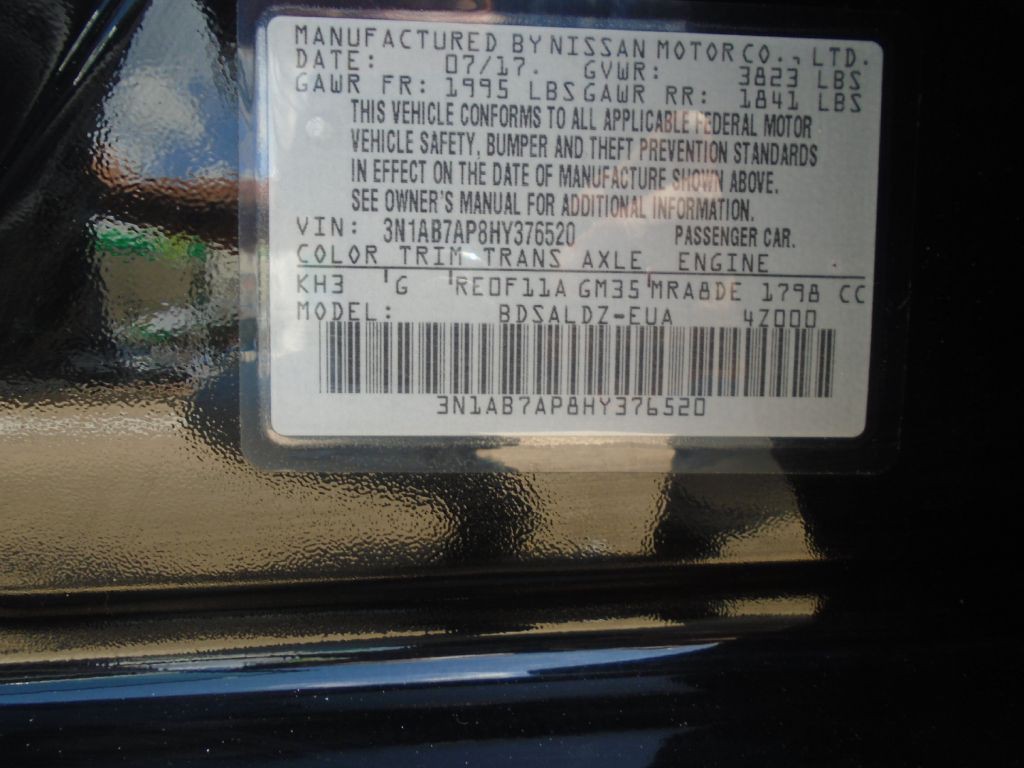 MANUFACTURED BY NISSAN MOTOR CO., LTD.
DATE: 07/17. GVWR: 3823 LBS
GAWR FR: 1995 LBS GAWR RR: 1841 LBS
THIS VEHICLE CONFORMS TO ALL APPLICABLE FEDERAL MOTOR
VEHICLE SAFETY, BUMPER AND THEFT PREVENTION STANDARDS
IN EFFECT ON THE DATE OF MANUFACTURE SHOWN ABOVE.
SEE OWNER'S MANUAL FOR ADDITIONAL INFORMATION.
VIN: 3N1AB7AP8HY376520 PASSENGER CAR.
COLOR TRIM TRANS AXLE ENGINE
KH3 G RE0F11A GM35 MRA8DE 1798 CC
MODEL: BDSALDZ-EUA 4Z000
3N1AB7AP8HY376520